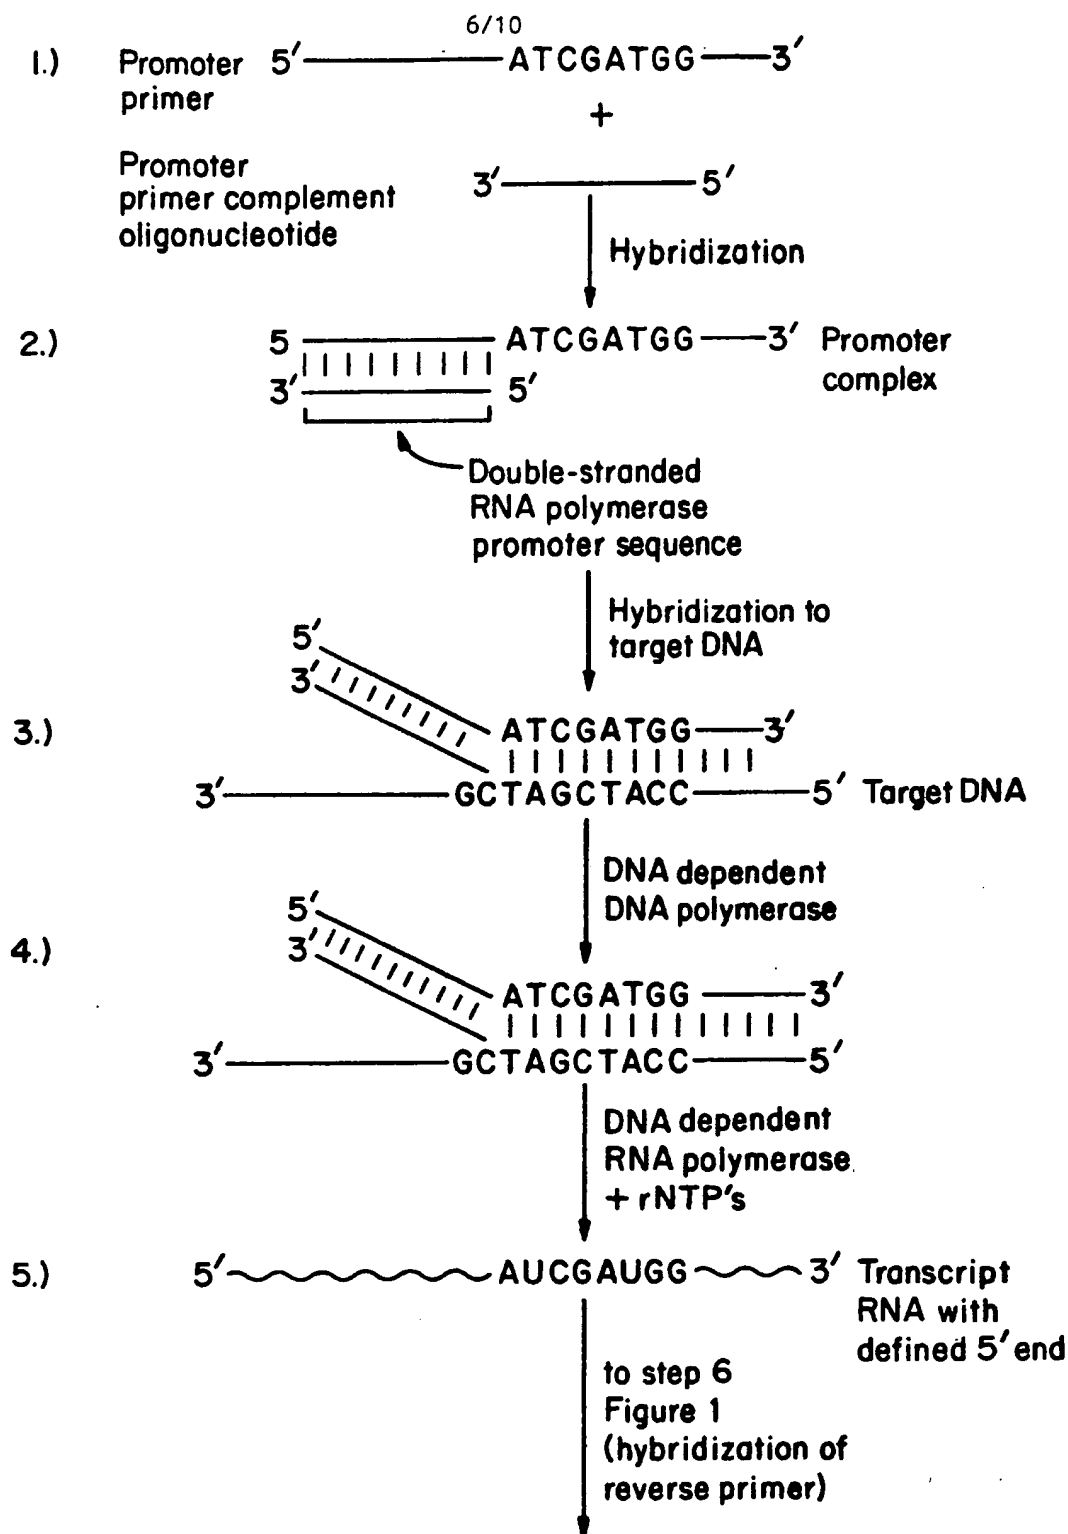 6/10
1.) Promoter primer 5′ ATCGATGG 3′
+
Promoter primer complement oligonucleotide
3′ 5′
Hybridization
2.) 5 ATCGATGG 3′ Promoter complex
3′ 5′
Double-stranded
RNA polymerase
promoter sequence
Hybridization to
target DNA
5′
3′
3.) ATCGATGG 3′
3′ GCTAGCTACC 5′ Target DNA
DNA dependent
DNA polymerase
5′
3′
4.) ATCGATGG 3′
3′ GCTAGCTACC 5′
DNA dependent
RNA polymerase
+ rNTP's
5.) 5′ AUCGAUGG 3′ Transcript
RNA with
defined 5′ end
to step 6
Figure 1
(hybridization of
reverse primer)